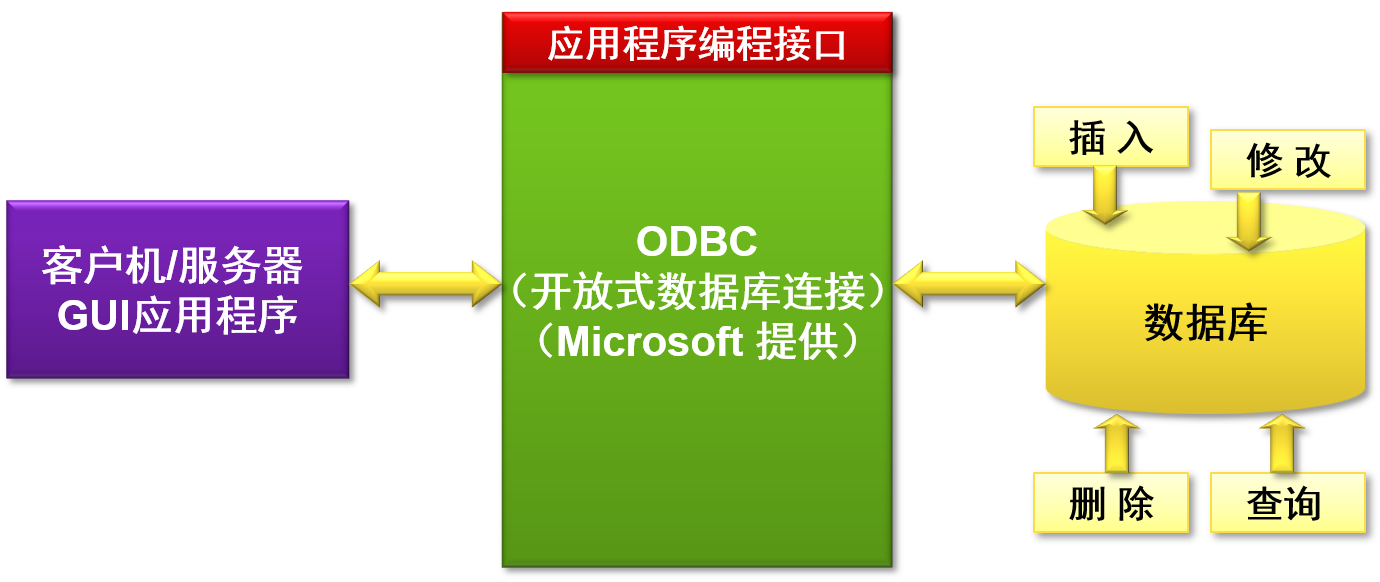 应用程序编程接口
客户机/服务器
GUI应用程序
ODBC
（开放式数据库连接）
（Microsoft 提供）
插 入
修 改
数据库
删 除
查询